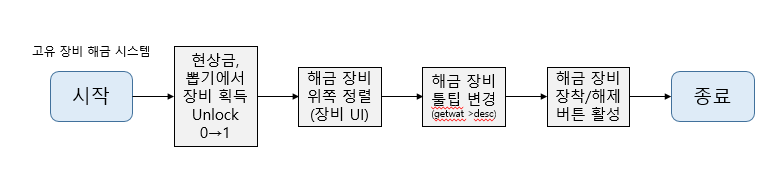 고유 장비 해금 시스템
시작
현상금,
뽑기에서
장비 획득
Unlock
0→1
해금 장비
위쪽 정렬
(장비 UI)
해금 장비
툴팁 변경
(getwat >desc)
해금 장비
장착/해제
버튼 활성
종료